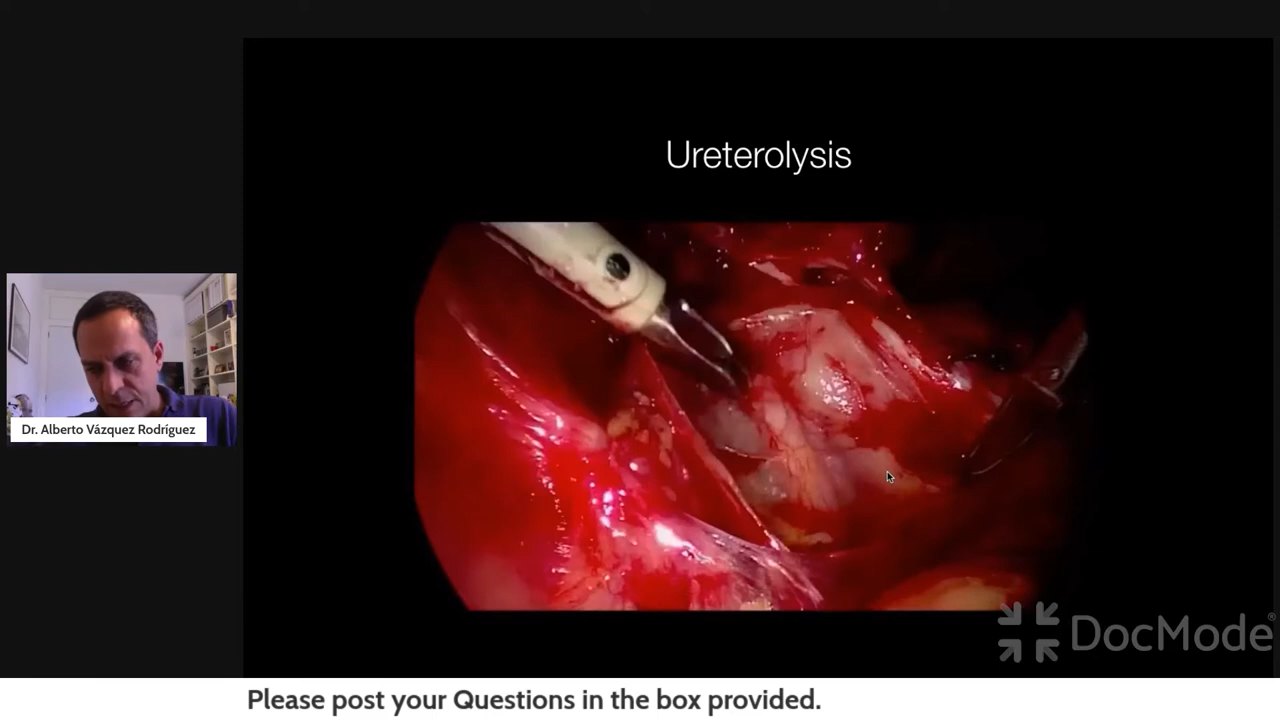 Ureterolysis
Dr. Alberto Vázquez Rodríguez
DocMode®
Please post your Questions in the box provided.